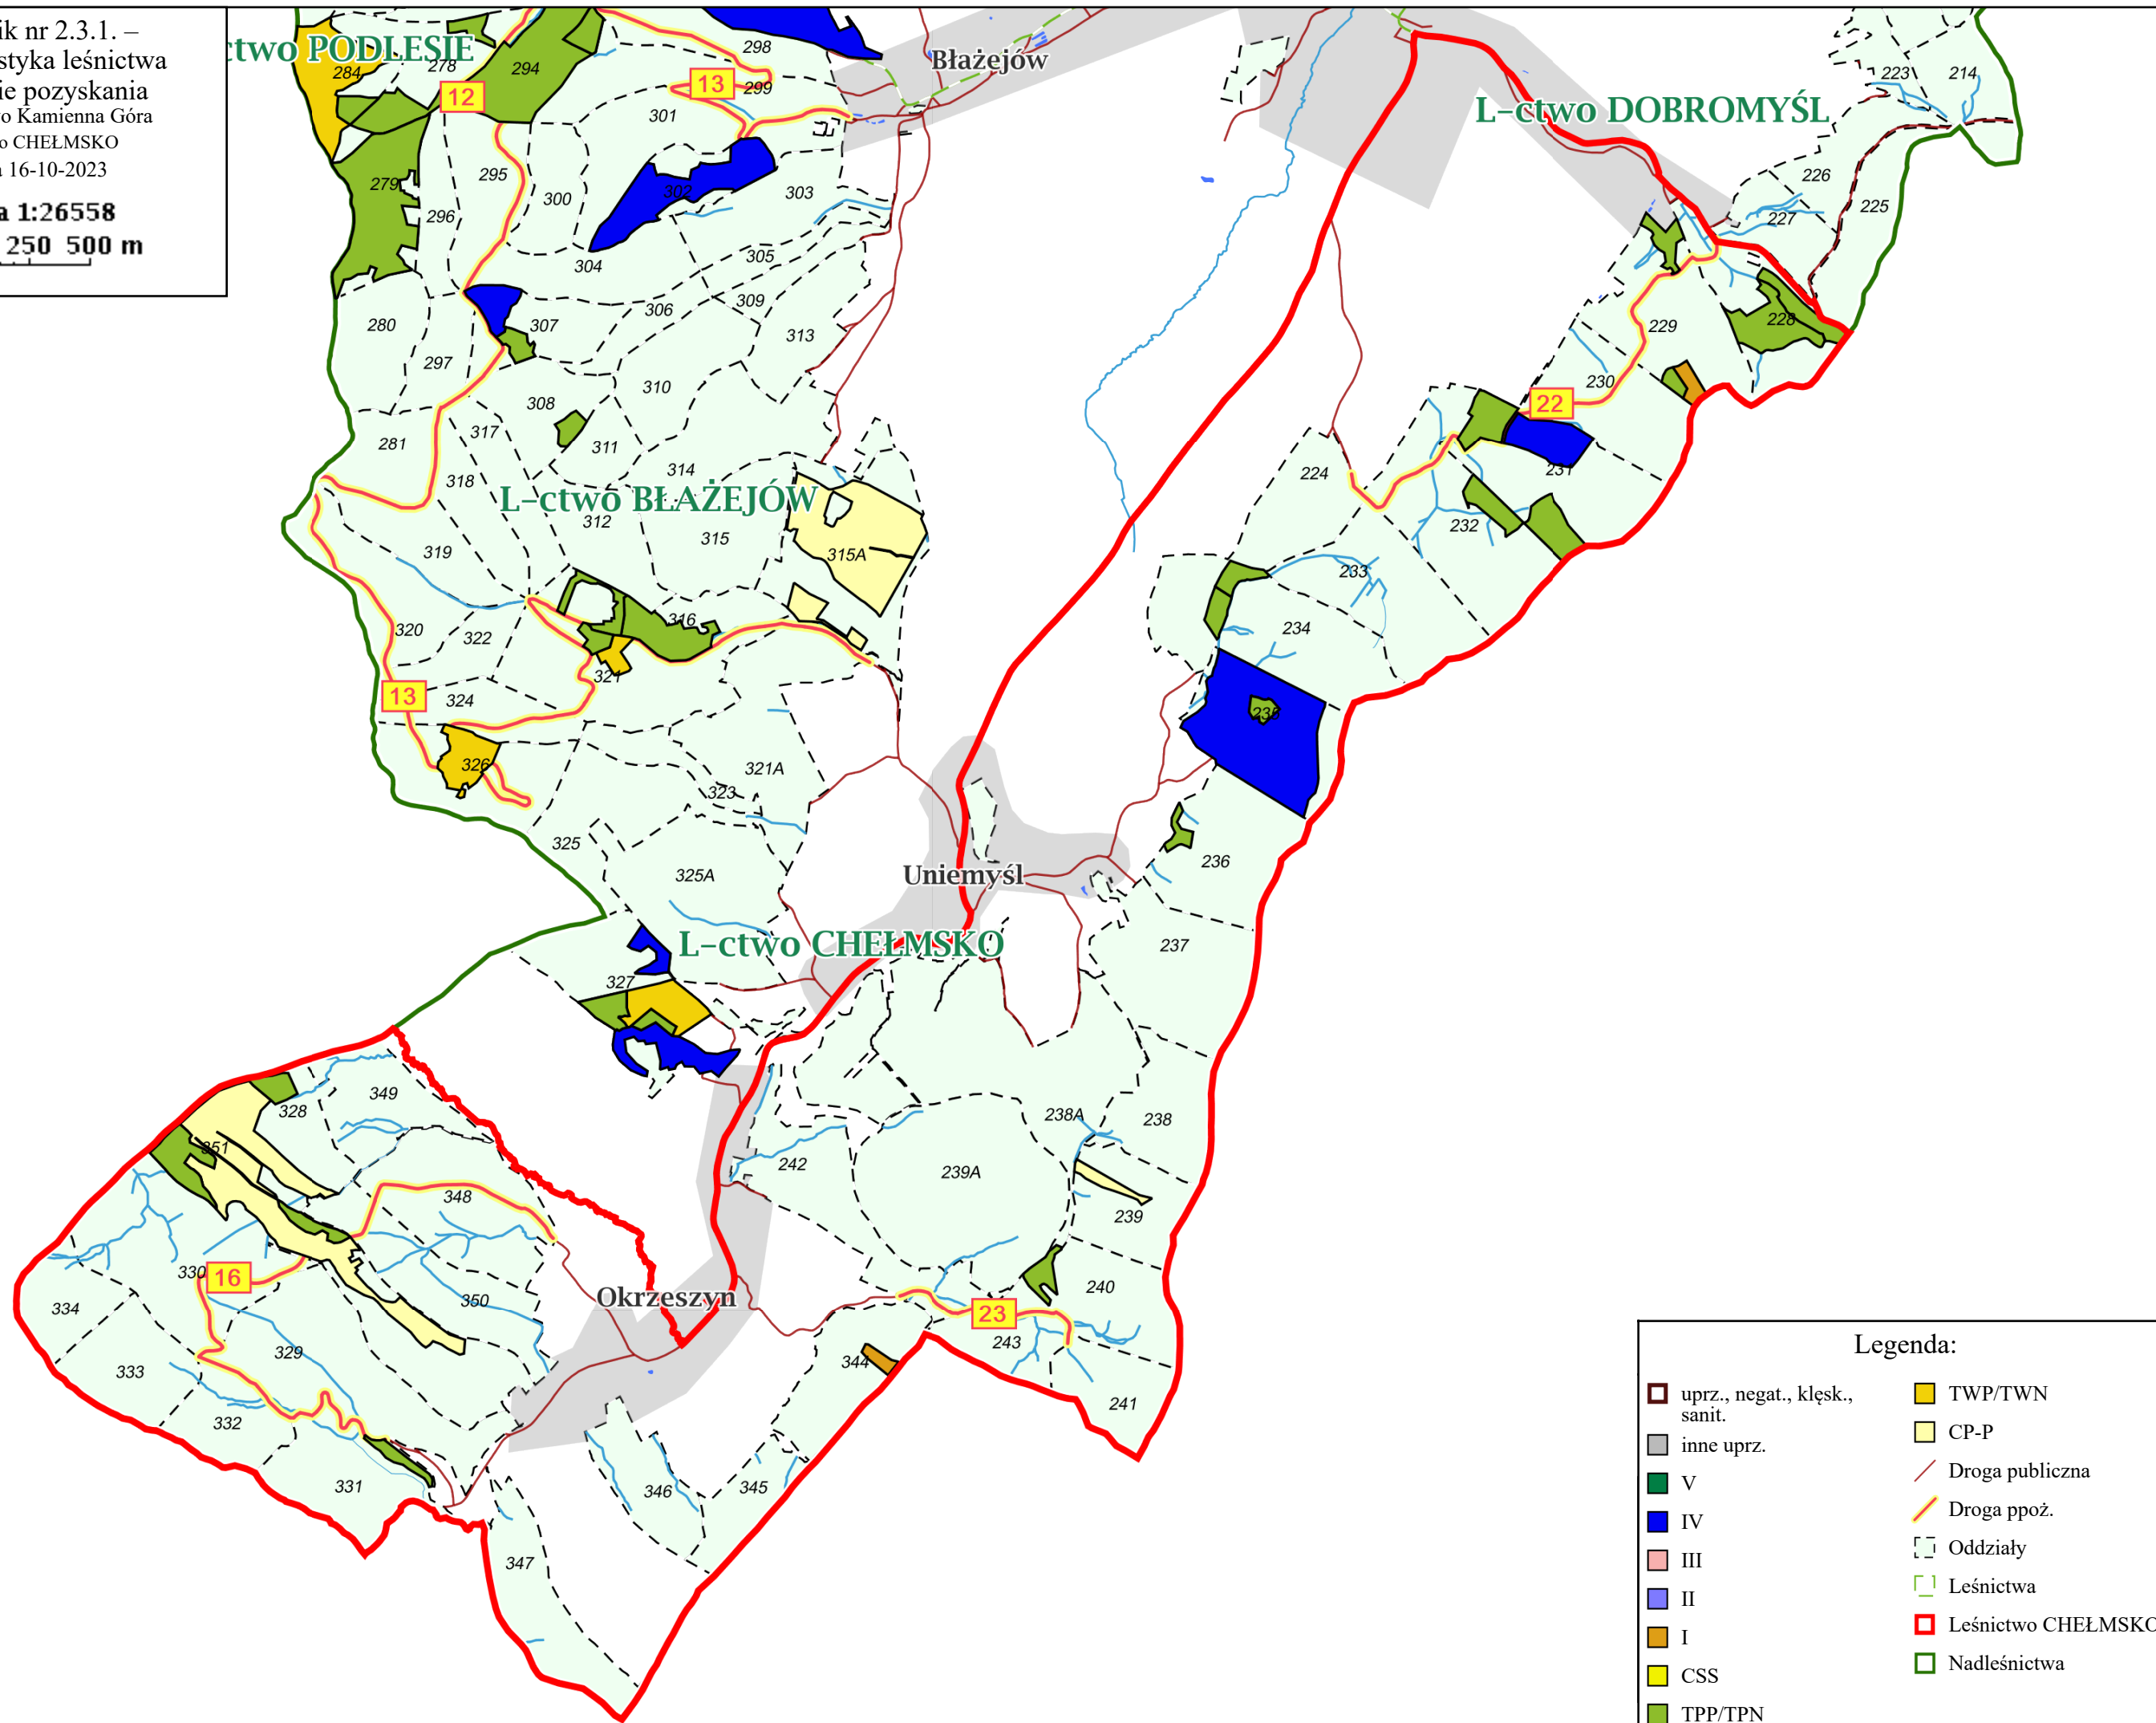 ik nr 2.3.1. –
styka leśnictwa
ie pozyskania
vo Kamienna Góra
o CHEŁMSKO
a 16-10-2023
a 1:26558
250 500 m
ctwo PODLESIE
284
278
294
12
298
13
299
Błażejów
301
L-ctwo DOBROMYŚL
223
214
279
295
300
302
303
296
226
227
225
304
305
306
309
280
307
313
297
229
228
310
308
230
22
281
317
311
318
314
224
231
L-ctwo BŁAŻEJÓW
312
315
319
315A
232
233
320
322
316
234
321
13
324
235
326
321A
323
325
325A
236
Uniemyśl
L-ctwo CHEŁMSKO
237
327
349
328
238A
238
351
242
239A
348
239
330
16
240
334
350
Okrzeszyn
23
243
329
344
333
241
332
331
346
345
347
Legenda:
uprz., negat., klęsk.,
sanit.
inne uprz.
V
IV
III
II
I
CSS
TPP/TPN
TWP/TWN
CP-P
Droga publiczna
Droga ppoż.
Oddziały
Leśnictwa
Leśnictwo CHEŁMSKO
Nadleśnictwa